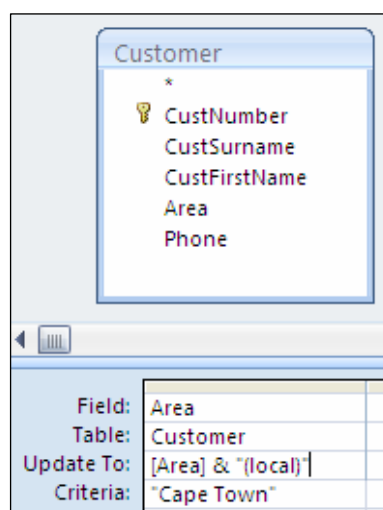 Customer
*
CustNumber
CustSurname
CustFirstName
Area
Phone
Field: Area
Table: Customer
Update To: [Area] & "(local)"
Criteria: "Cape Town"